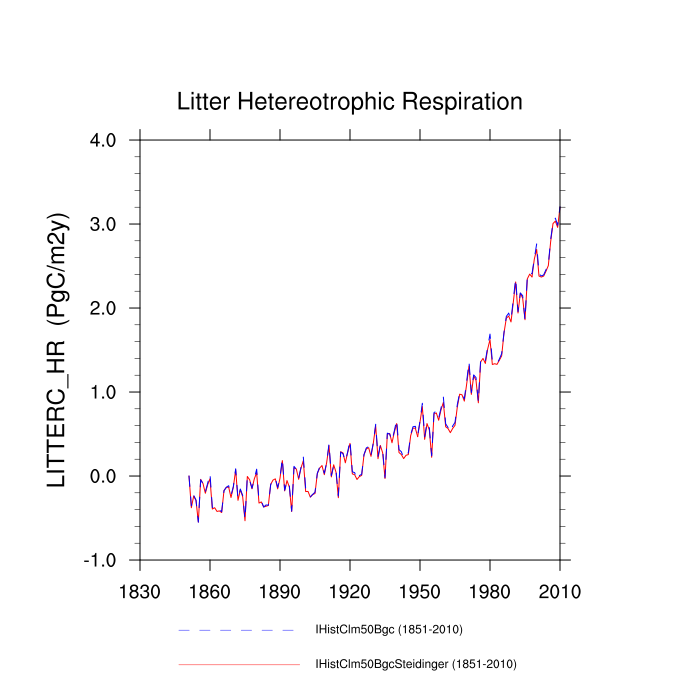 Litter Hetereotrophic Respiration
LITTERC_HR (PgC/m2y)
4.0
3.0
2.0
1.0
0.0
-1.0
1830 1860 1890 1920 1950 1980 2010
IHistClm50Bgc (1851-2010)
IHistClm50BgcSteidinger (1851-2010)